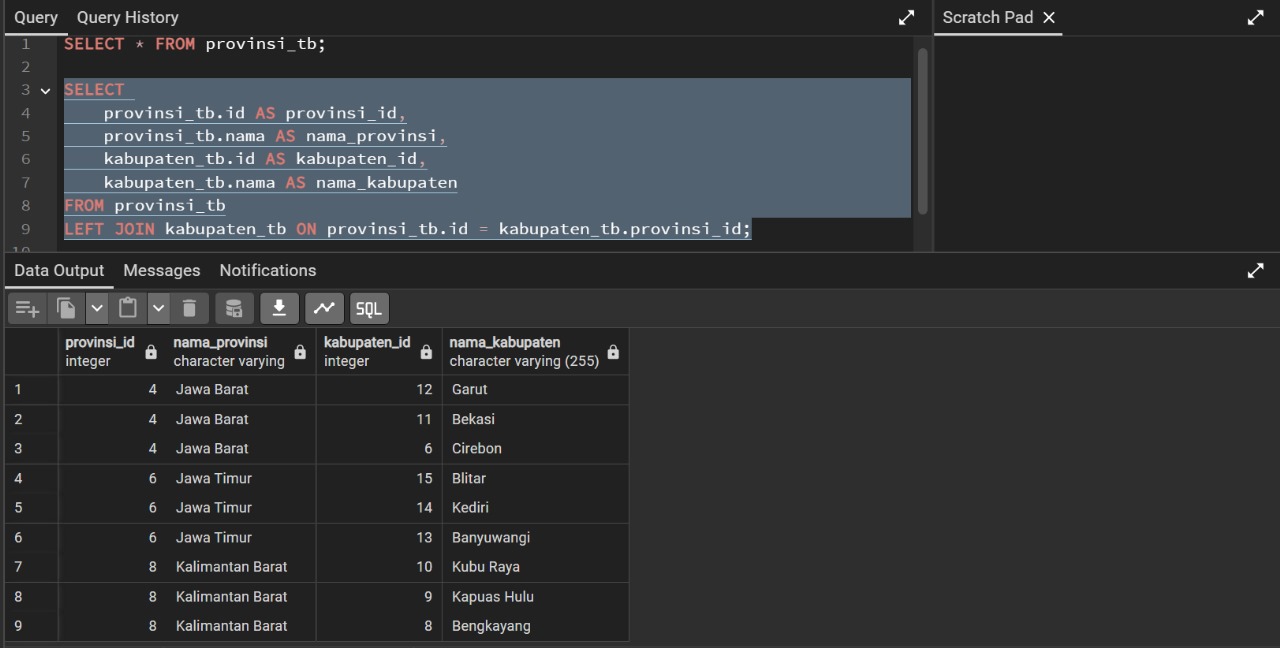 Query Query History
Scratch Pad
1 SELECT * FROM provinsi_tb;
2
3 SELECT
4 provinsi_tb.id AS provinsi_id,
5 provinsi_tb.nama AS nama_provinsi,
6 kabupaten_tb.id AS kabupaten_id,
7 kabupaten_tb.nama AS nama_kabupaten
8 FROM provinsi_tb
9 LEFT JOIN kabupaten_tb ON provinsi_tb.id = kabupaten_tb.provinsi_id;
10
Data Output Messages Notifications
SQL
provinsi_id nama_provinsi kabupaten_id nama_kabupaten
integer character varying integer character varying (255)
1 4 Jawa Barat 12 Garut
2 4 Jawa Barat 11 Bekasi
3 4 Jawa Barat 6 Cirebon
4 6 Jawa Timur 15 Blitar
5 6 Jawa Timur 14 Kediri
6 6 Jawa Timur 13 Banyuwangi
7 8 Kalimantan Barat 10 Kubu Raya
8 8 Kalimantan Barat 9 Kapuas Hulu
9 8 Kalimantan Barat 8 Bengkayang